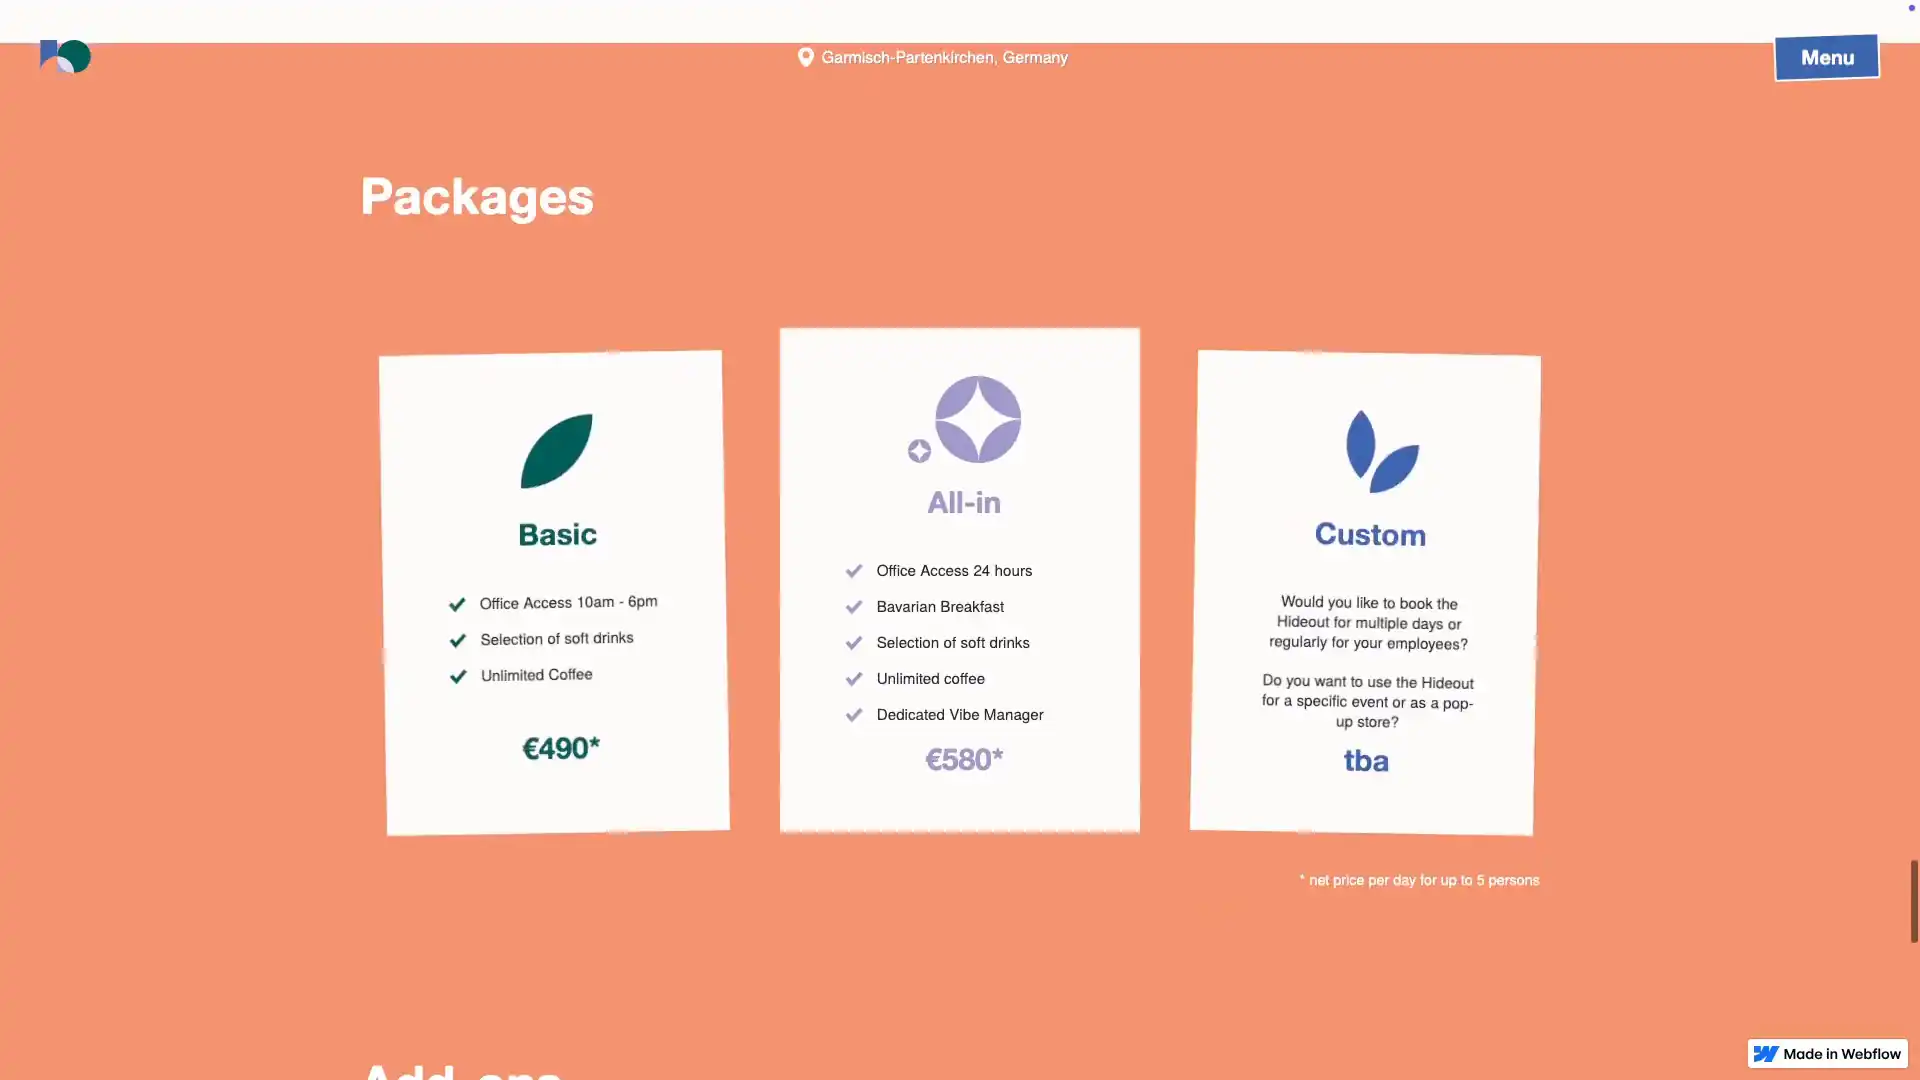 Garmisch-Partenkirchen, Germany
Menu
Packages
Basic
Office Access 10am - 6pm
Selection of soft drinks
Unlimited Coffee
€490*
All-in
Office Access 24 hours
Bavarian Breakfast
Selection of soft drinks
Unlimited coffee
Dedicated Vibe Manager
€580*
Custom
Would you like to book the
Hideout for multiple days or
regularly for your employees?
Do you want to use the Hideout
for a specific event or as a pop-
up store?
tba
* net price per day for up to 5 persons
Add-ons
Made in Webflow